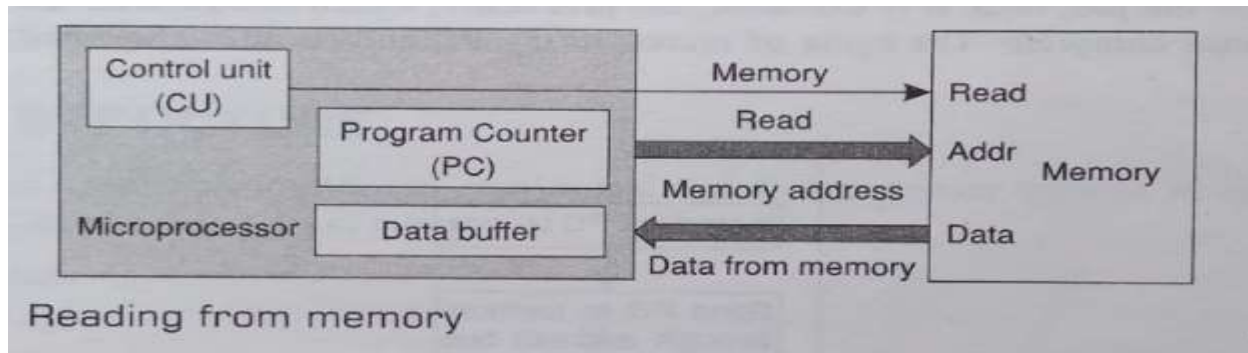 Control unit
(CU)
Program Counter
(PC)
Microprocessor
Data buffer
Memory
Read
Memory address
Data from memory
Read
Addr
Memory
Data
Reading from memory